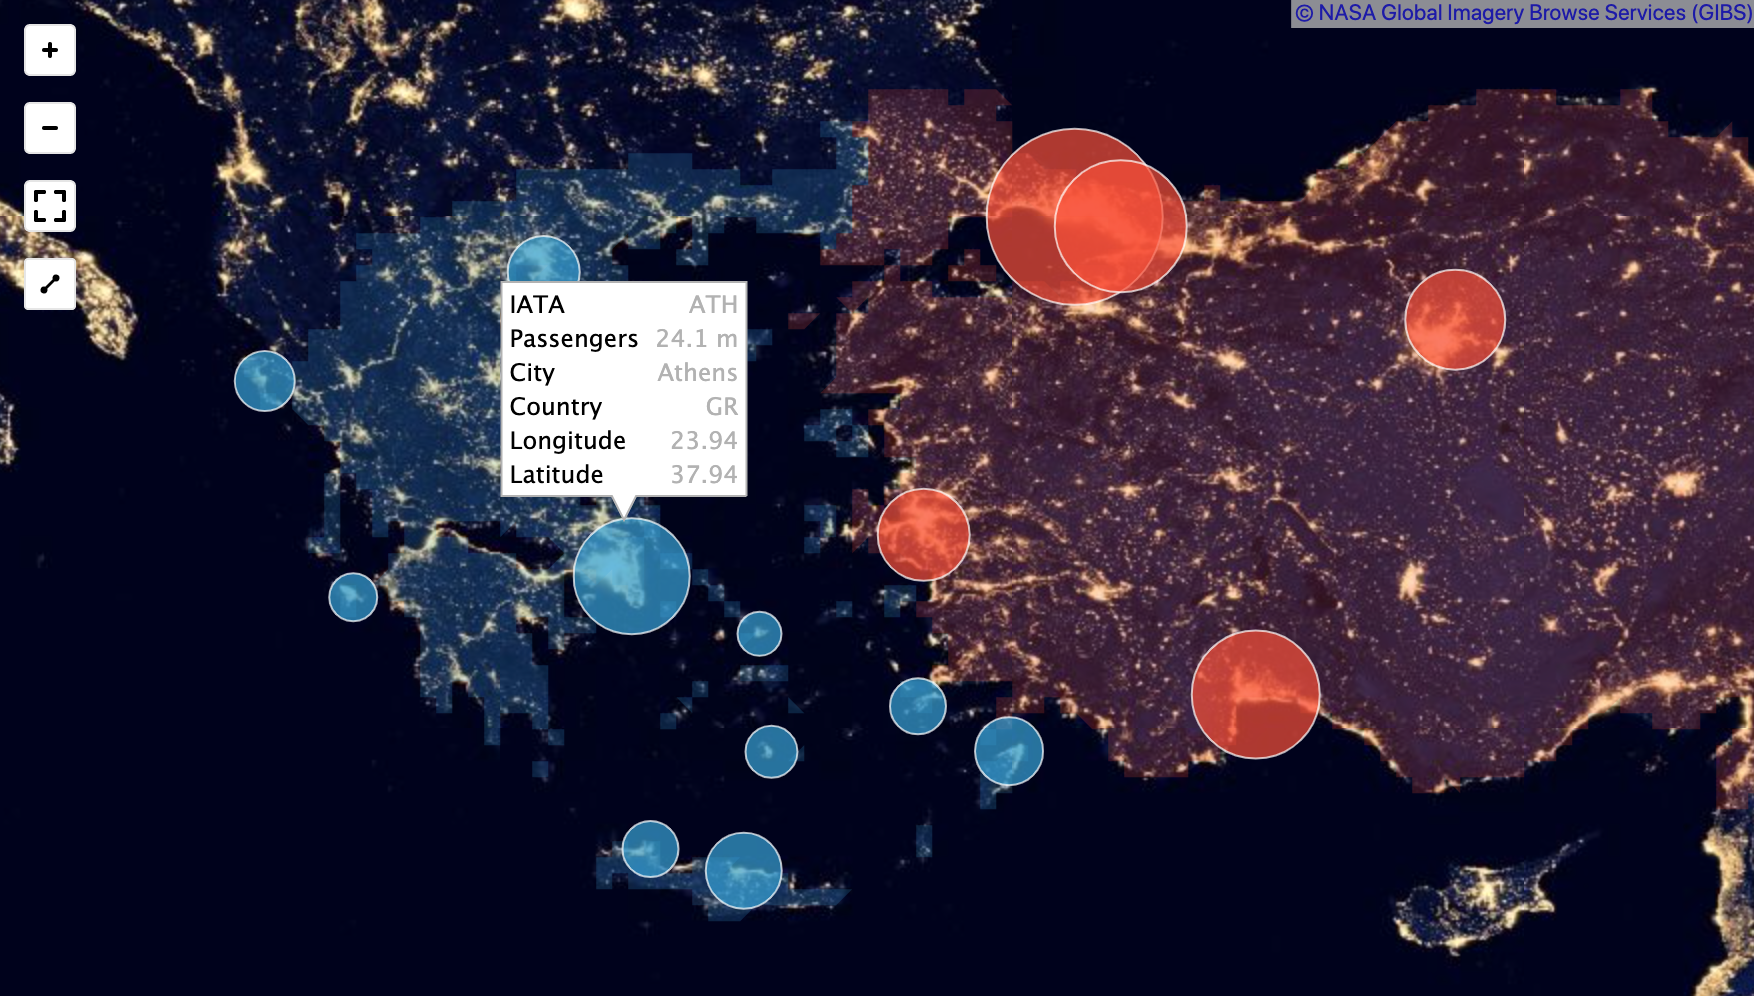 © NASA Global Imagery Browse Services (GIBS)
+
−
IATA ATH
Passengers 24.1 m
City Athens
Country GR
Longitude 23.94
Latitude 37.94